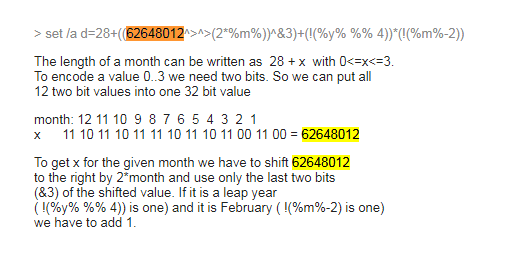 > set /a d=28+((62648012^>^>(2*%m%))^&3)+(!(%y% %% 4))*(!(%m%-2))
The length of a month can be written as 28 + x with 0<=x<=3.
To encode a value 0..3 we need two bits. So we can put all
12 two bit values into one 32 bit value
month: 12 11 10 9 8 7 6 5 4 3 2 1
x 11 10 11 10 11 11 10 11 10 11 00 11 00 = 62648012
To get x for the given month we have to shift 62648012
to the right by 2*month and use only the last two bits
(&3) of the shifted value. If it is a leap year
( !(%y% %% 4)) is one) and it is February ( !(%m%-2) is one)
we have to add 1.